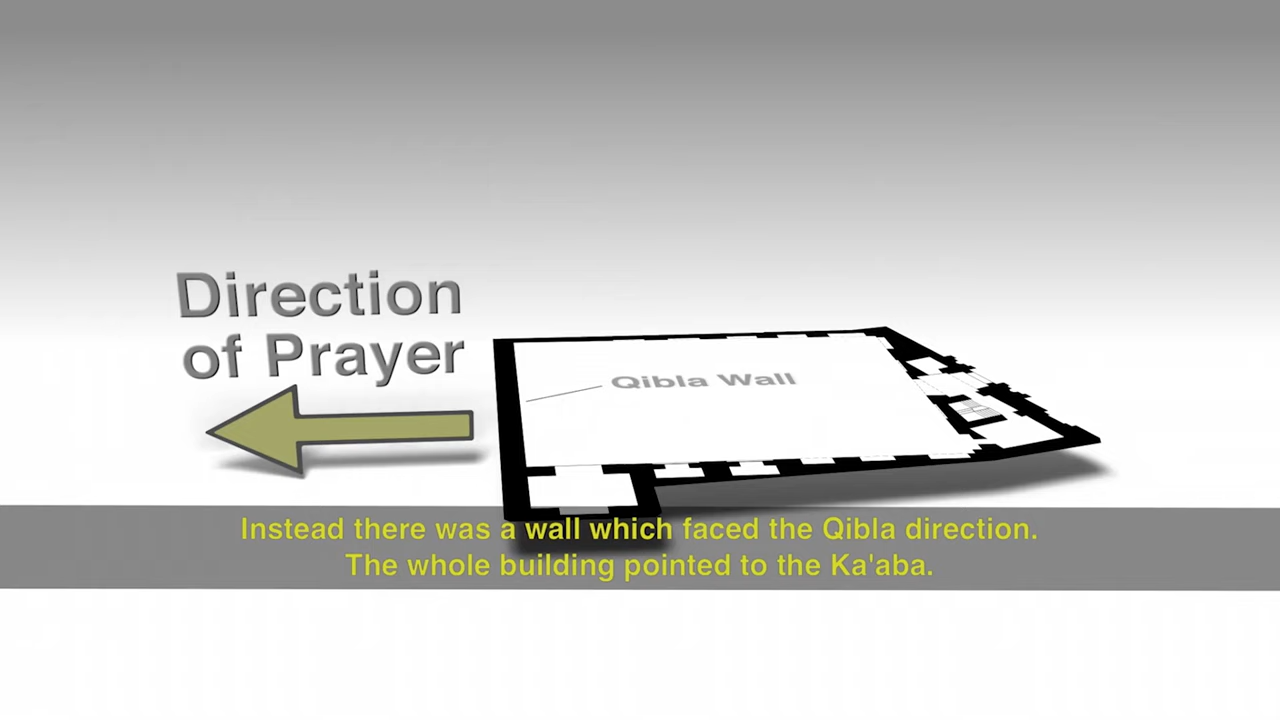 Direction
of Prayer
Qibla Wall
Instead there was a wall which faced the Qibla direction.
The whole building pointed to the Ka'aba.